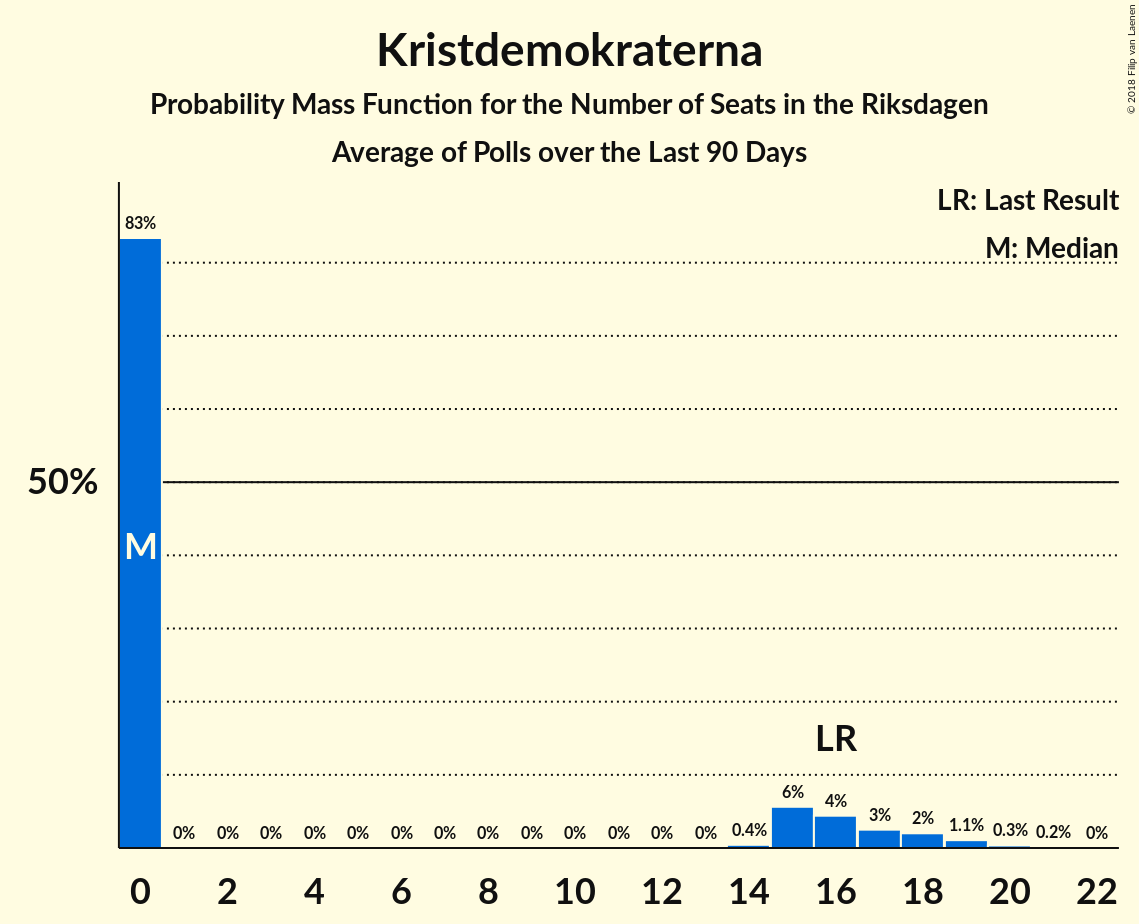 Kristdemokraterna
Probability Mass Function for the Number of Seats in the Riksdagen
Average of Polls over the Last 90 Days
© 2018 Filip van Laenen
LR: Last Result
M: Median
83%
50%
M
LR
0% 0% 0% 0% 0% 0% 0% 0% 0% 0% 0% 0% 0% 0.4% 6% 4% 3% 2% 1.1% 0.3% 0.2% 0%
0 2 4 6 8 10 12 14 16 18 20 22